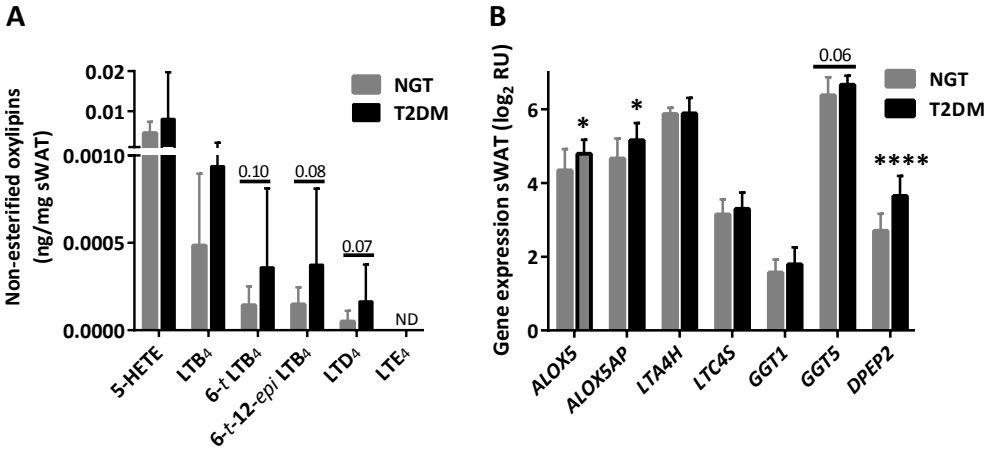 A
Non-esterified oxylipins
(ng/mg sWAT)
0.02
0.01
0.0010
0.0005
0.0000
NGT
T2DM
0.10
0.08
0.07
ND
5-HETE
LTB4
6-t LTB4
6-t-12-epi LTB4
LTD4
LTE4
B
Gene expression sWAT (log2 RU)
6
4
2
0
0.06
NGT
T2DM
*
*
****
ALOX5
ALOX5AP
LTA4H
LTC4S
GGT1
GGT5
DPEP2